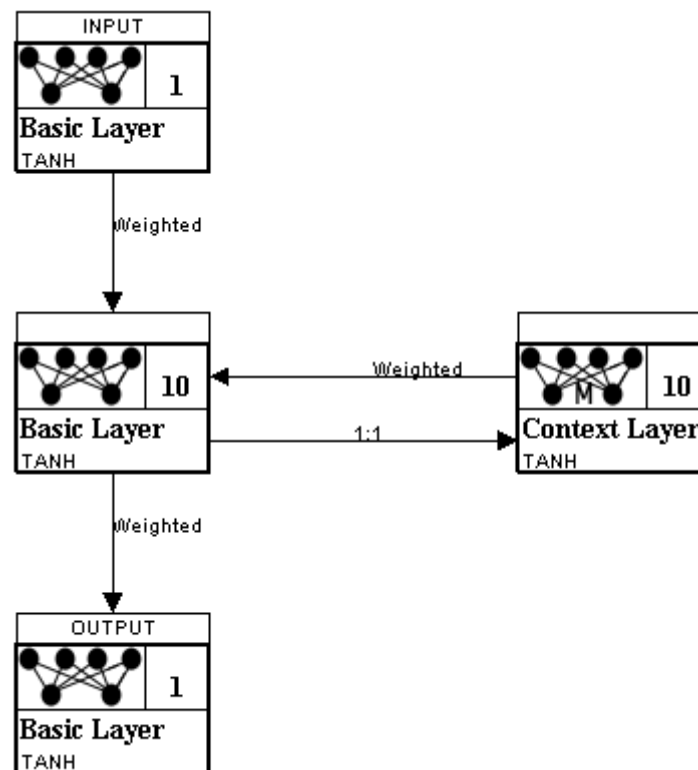 INPUT
1
Basic Layer
TANH
Weighted
10
Basic Layer
TANH
Weighted
1:1
M
10
Context Layer
TANH
Weighted
OUTPUT
1
Basic Layer
TANH